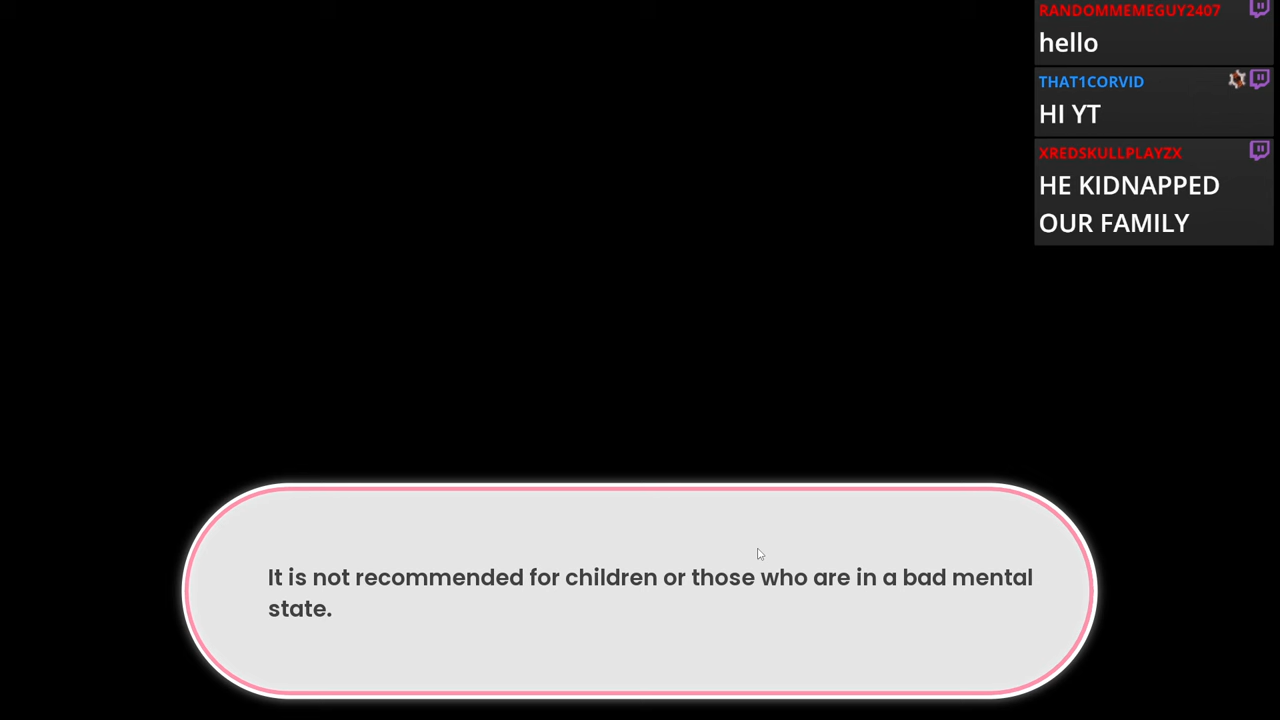 RANDOMMEMEGUY2407
hello
THAT1CORVID
HI YT
XREDSKULLPLAYZX
HE KIDNAPPED
OUR FAMILY
It is not recommended for children or those who are in a bad mental
state.